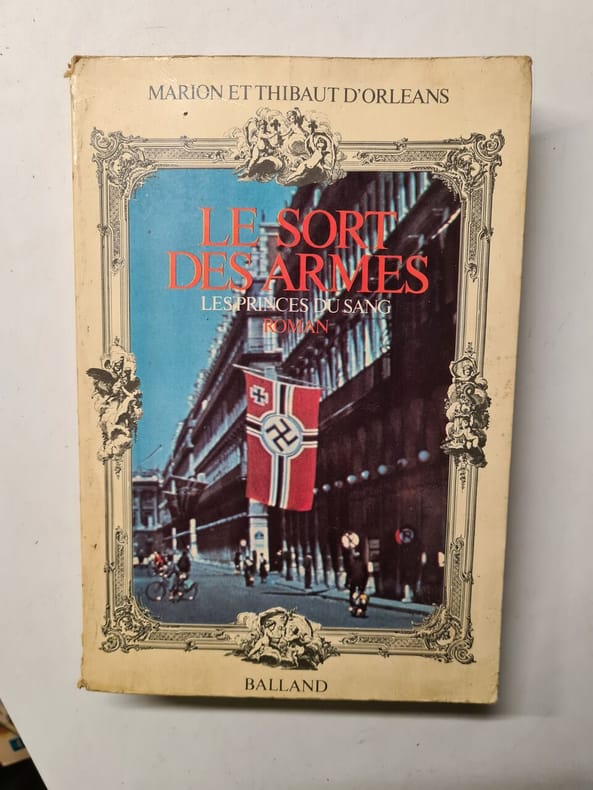 MARION ET THIBAUT D'ORLEANS
LE SORT
DES ARMES
LES PRINCES DU SANG
ROMAN
BALLAND